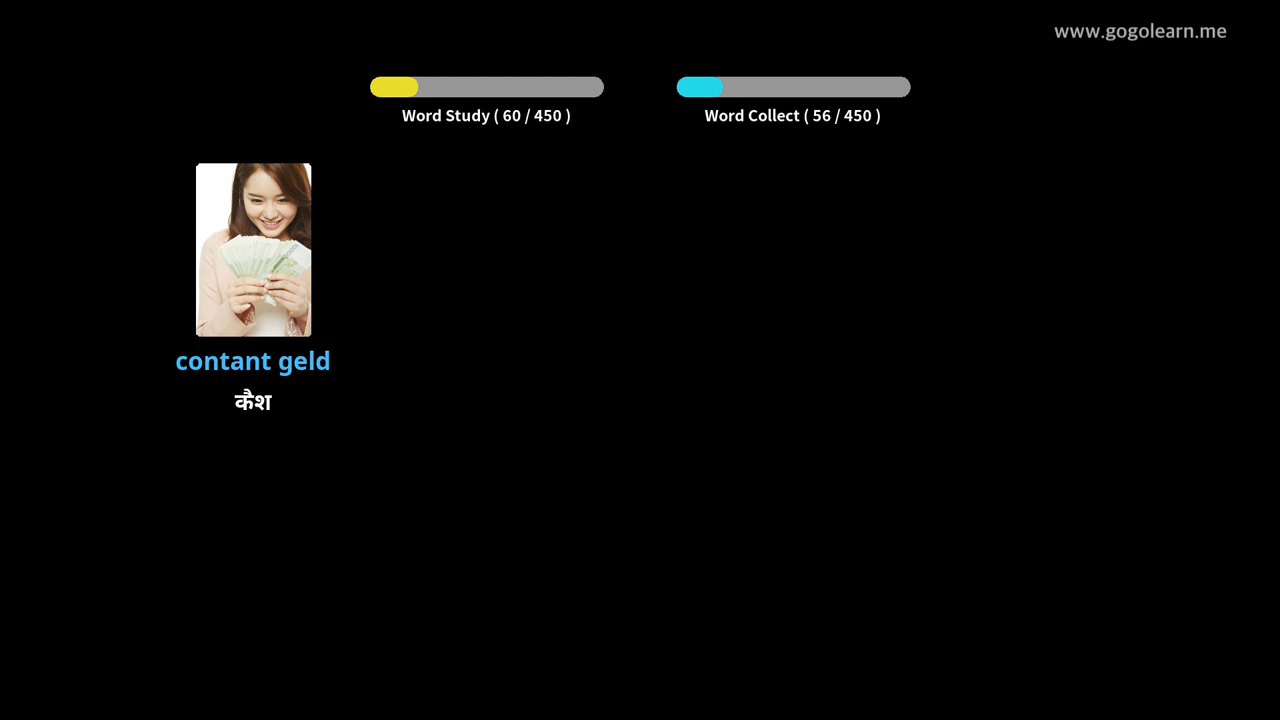 www.gogolearn.me
Word Study ( 60 / 450 )
Word Collect ( 56 / 450 )
contant geld
कैश